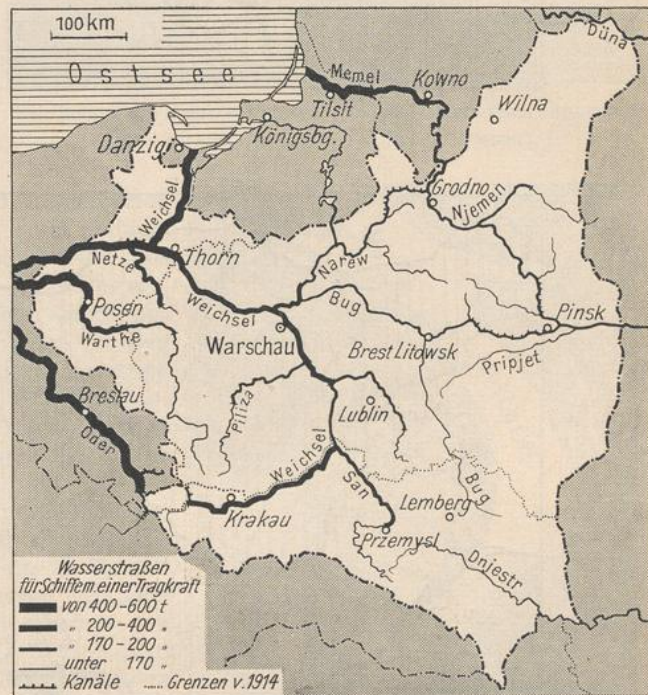 100 km
Ostsee
Düna
Memel
Kowno
Tilsit
Wilna
Königsbg.
Danzig
Grodno
Weichsel
Njemen
Thorn
Narew
Netze
Weichsel
Bug
Pinsk
Posen
Warschau
Brest Litowsk
Warthe
Pripjet
Breslau
Lublin
Piliza
Oder
Weichsel
San
Bug
Lemberg
Krakau
Przemysl
Dniestr
Wasserstraßen
für Schiffe m. einer Tragkraft
von 400-600 t
„ 200-400 „
„ 170-200 „
unter 170 „
Kanäle Grenzen v. 1914